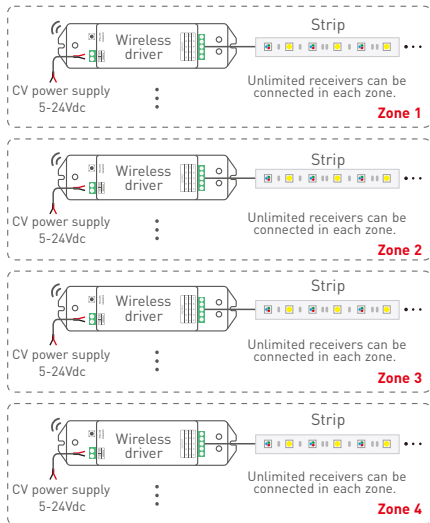 Strip
Wireless
driver
CV power supply
5-24Vdc
Unlimited receivers can be
connected in each zone.
Zone 1
Strip
Wireless
driver
CV power supply
5-24Vdc
Unlimited receivers can be
connected in each zone.
Zone 2
Strip
Wireless
driver
CV power supply
5-24Vdc
Unlimited receivers can be
connected in each zone.
Zone 3
Strip
Wireless
driver
CV power supply
5-24Vdc
Unlimited receivers can be
connected in each zone.
Zone 4